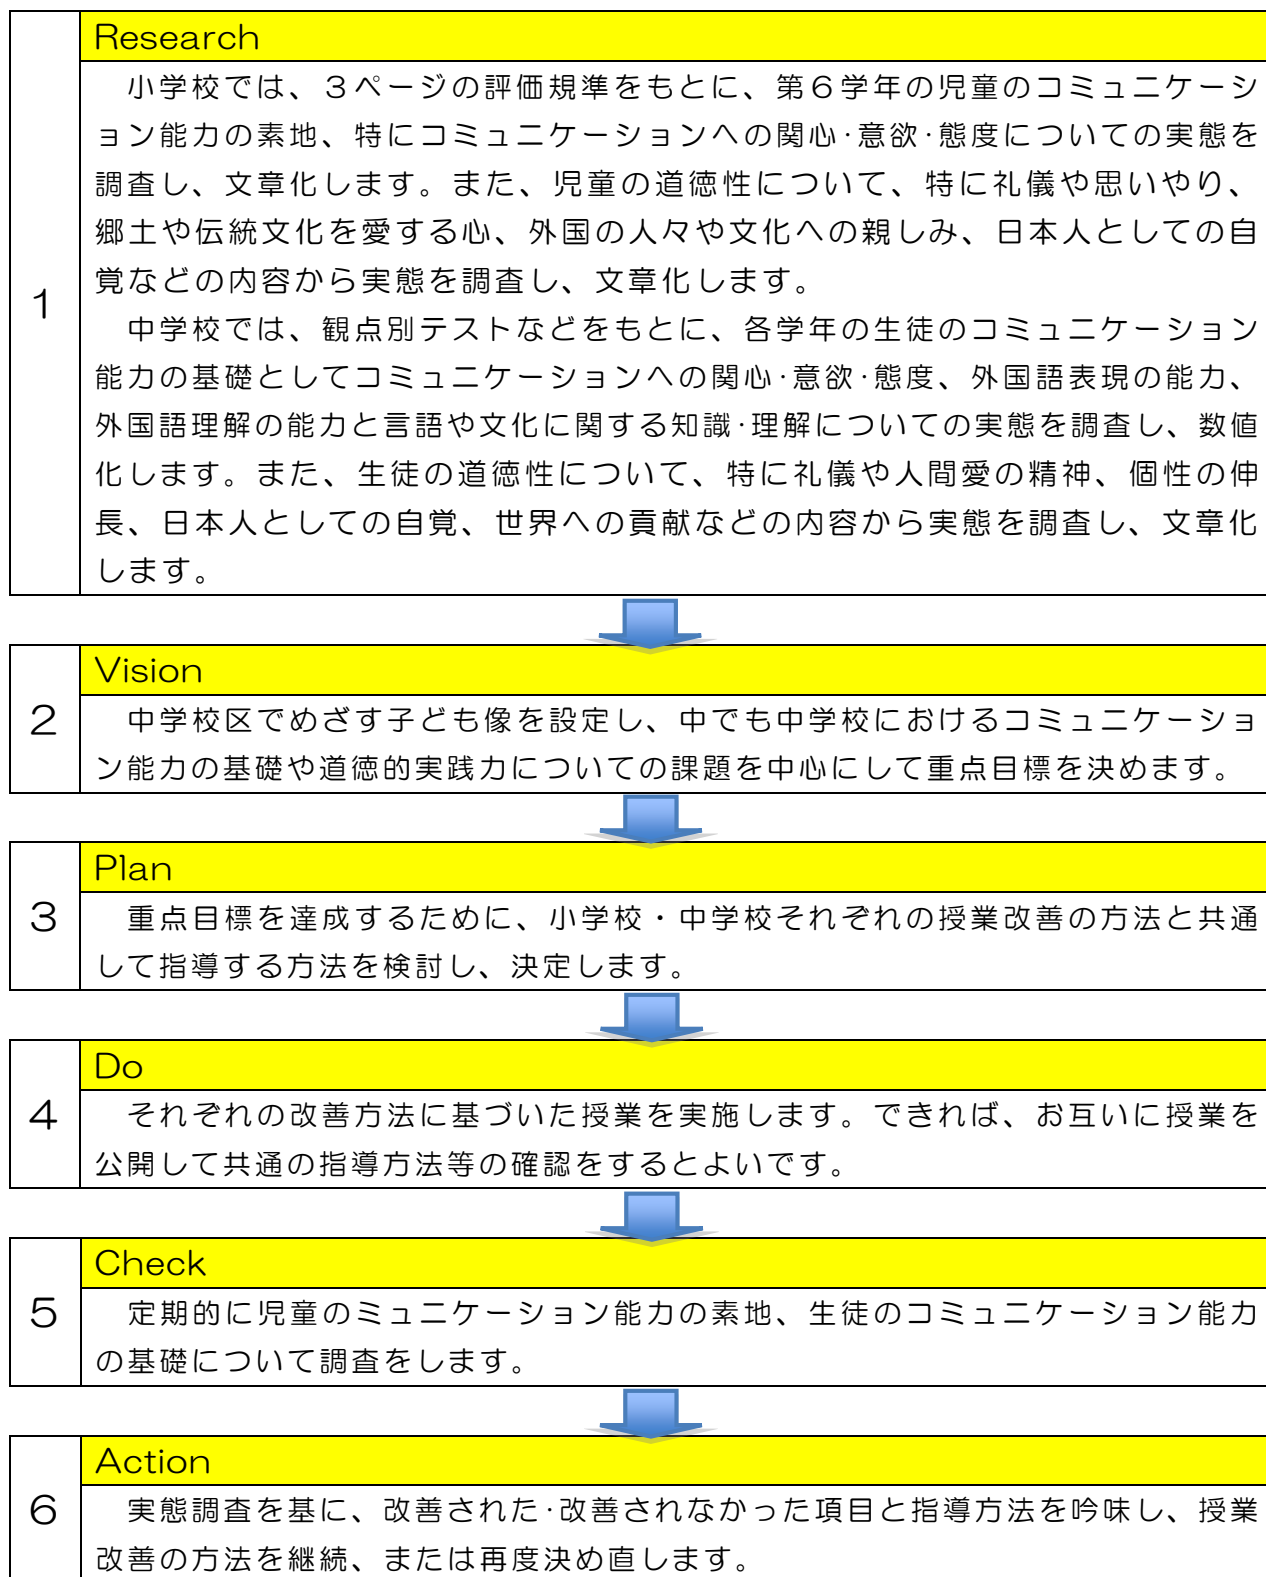 Research
1
小学校では、３ページの評価規準をもとに、第６学年の児童のコミュニケーシ
ョン能力の素地、特にコミュニケーションへの関心·意欲·態度についての実態を
調査し、文章化します。また、児童の道徳性について、特に礼儀や思いやり、
郷土や伝統文化を愛する心、外国の人々や文化への親しみ、日本人としての自
覚などの内容から実態を調査し、文章化します。
中学校では、観点別テストなどをもとに、各学年の生徒のコミュニケーション
能力の基礎としてコミュニケーションへの関心·意欲·態度、外国語表現の能力、
外国語理解の能力と言語や文化に関する知識·理解についての実態を調査し、数値
化します。また、生徒の道徳性について、特に礼儀や人間愛の精神、個性の伸
長、日本人としての自覚、世界への貢献などの内容から実態を調査し、文章化
します。
Vision
2
中学校区でめざす子ども像を設定し、中でも中学校におけるコミュニケーショ
ン能力の基礎や道徳的実践力についての課題を中心にして重点目標を決めます。
Plan
3
重点目標を達成するために、小学校・中学校それぞれの授業改善の方法と共通
して指導する方法を検討し、決定します。
Do
4
それぞれの改善方法に基づいた授業を実施します。できれば、お互いに授業を
公開して共通の指導方法等の確認をするとよいです。
Check
5
定期的に児童のミュニケーション能力の素地、生徒のコミュニケーション能力
の基礎について調査をします。
Action
6
実態調査を基に、改善された·改善されなかった項目と指導方法を吟味し、授業
改善の方法を継続、または再度決め直します。